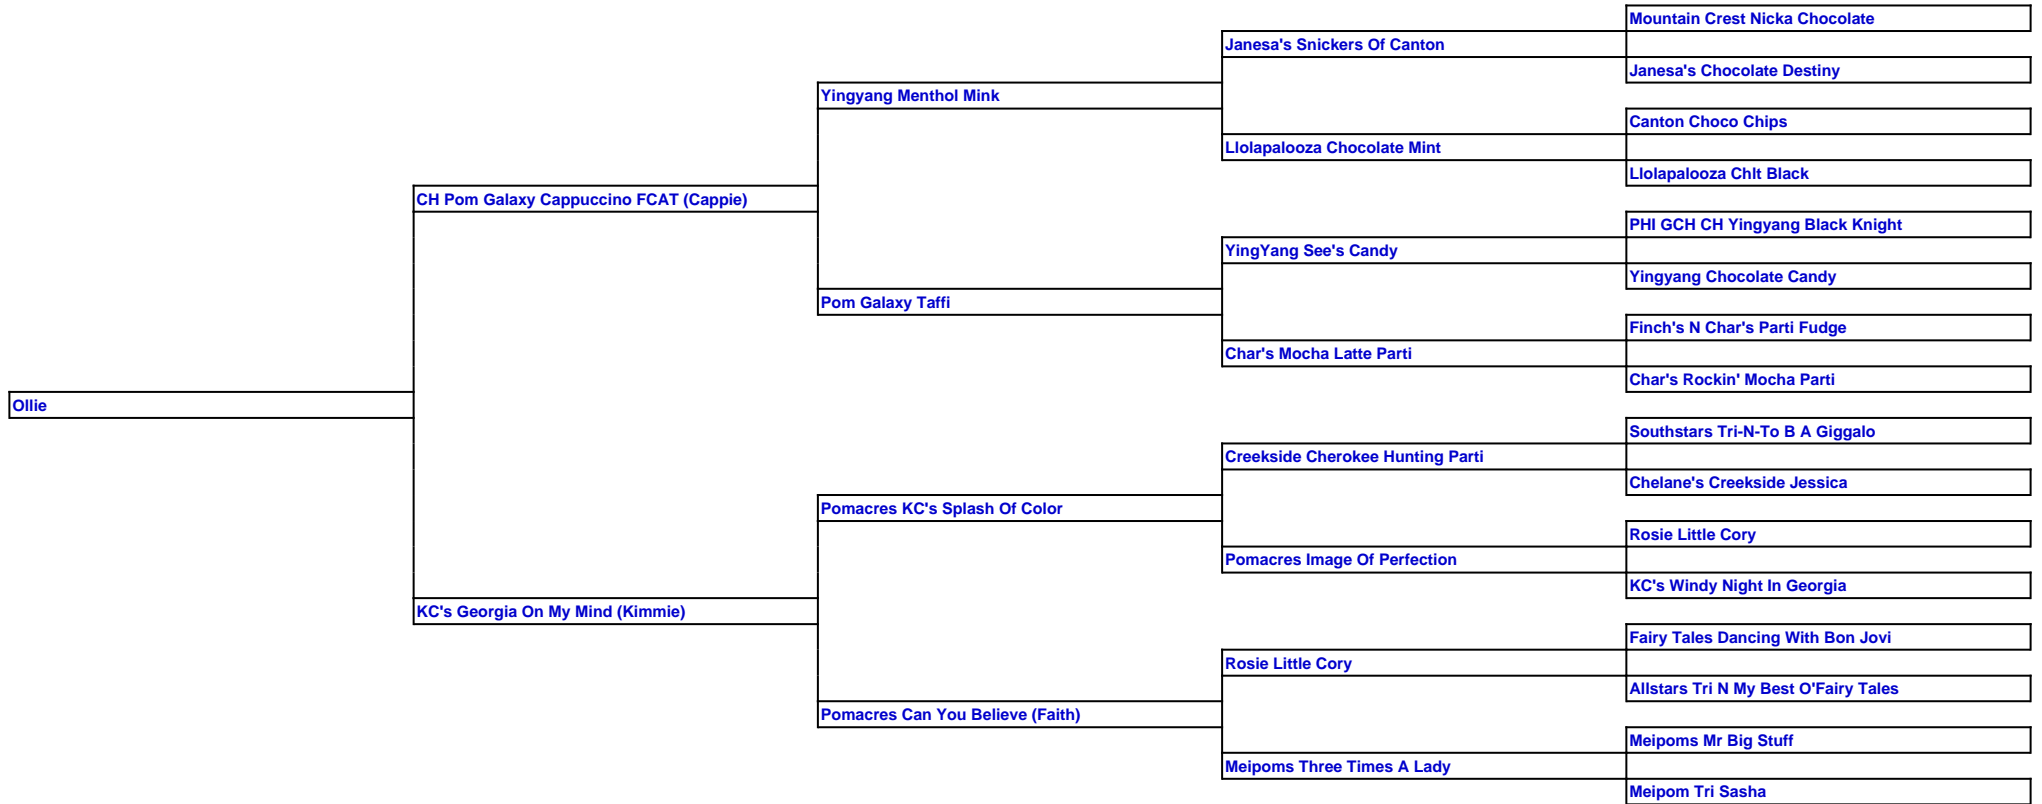 Mountain Crest Nicka Chocolate
Janesa's Snickers Of Canton
Janesa's Chocolate Destiny
Yingyang Menthol Mink
Canton Choco Chips
Llolapalooza Chocolate Mint
Llolapalooza Chlt Black
CH Pom Galaxy Cappuccino FCAT (Cappie)
PHI GCH CH Yingyang Black Knight
YingYang See's Candy
Yingyang Chocolate Candy
Pom Galaxy Taffi
Finch's N Char's Parti Fudge
Char's Mocha Latte Parti
Char's Rockin' Mocha Parti
Ollie
Southstars Tri-N-To B A Giggalo
Creekside Cherokee Hunting Parti
Chelane's Creekside Jessica
Pomacres KC's Splash Of Color
Rosie Little Cory
Pomacres Image Of Perfection
KC's Windy Night In Georgia
KC's Georgia On My Mind (Kimmie)
Fairy Tales Dancing With Bon Jovi
Rosie Little Cory
Allstars Tri N My Best O'Fairy Tales
Pomacres Can You Believe (Faith)
Meipoms Mr Big Stuff
Meipoms Three Times A Lady
Meipom Tri Sasha